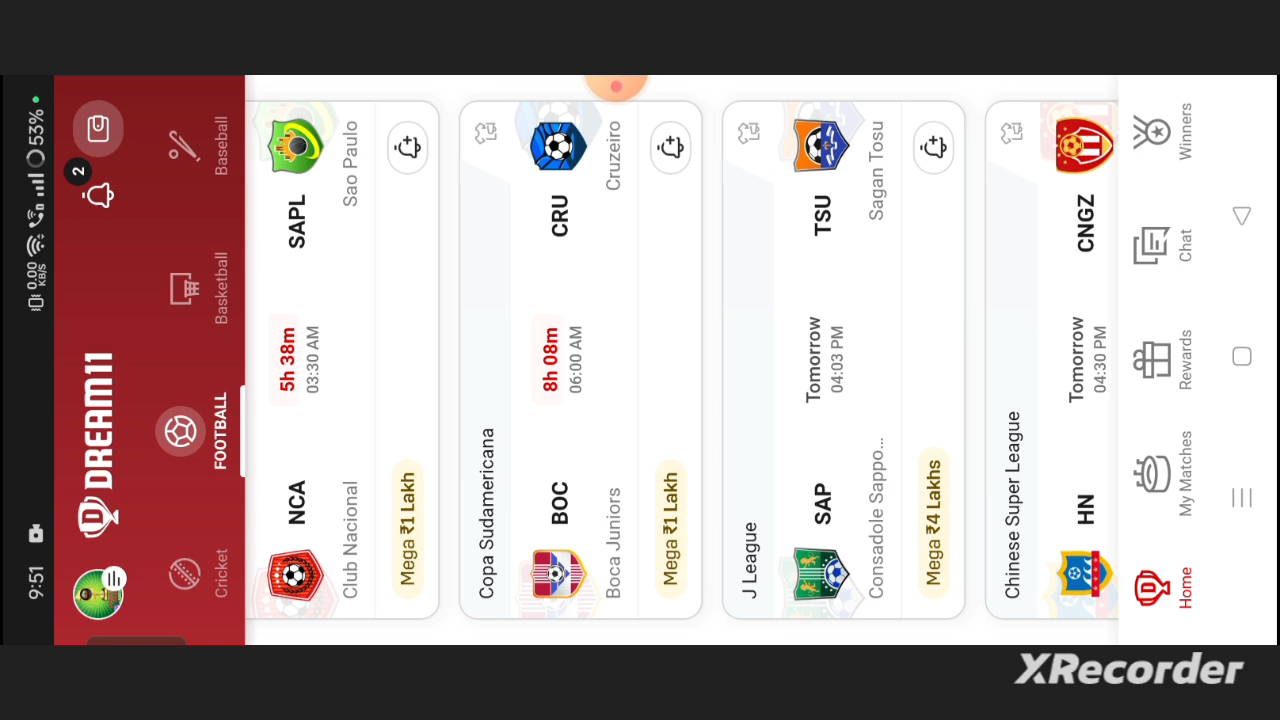 9:51
0.00 KB/S
53%
DREAM11
2
Cricket
FOOTBALL
Basketball
Baseball
NCA
5h 38m
SAPL
03:30 AM
Club Nacional
Sao Paulo
Mega ₹1 Lakh
Copa Sudamericana
BOC
8h 08m
CRU
06:00 AM
Boca Juniors
Cruzeiro
Mega ₹1 Lakh
J League
SAP
Tomorrow
TSU
04:03 PM
Consadole Sappo...
Sagan Tosu
Mega ₹4 Lakhs
Chinese Super League
HN
Tomorrow
CNGZ
04:30 PM
Home
My Matches
Rewards
Chat
Winners
XRecorder